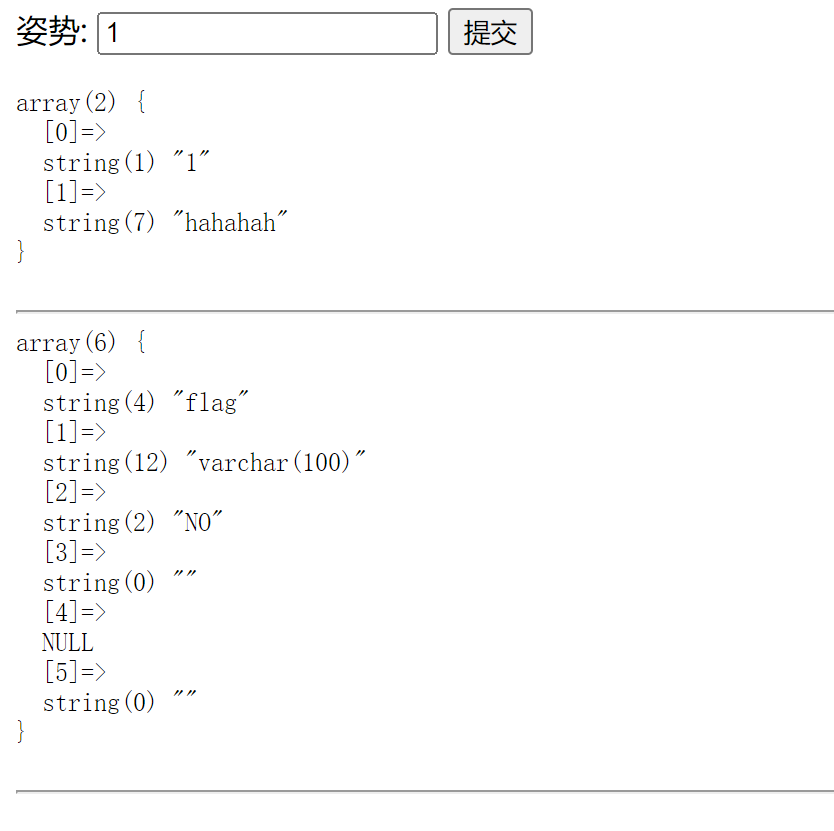 姿势: 1 提交
array(2) {
  [0]=>
  string(1) "1"
  [1]=>
  string(7) "hahahah"
}
array(6) {
  [0]=>
  string(4) "flag"
  [1]=>
  string(12) "varchar(100)"
  [2]=>
  string(2) "NO"
  [3]=>
  string(0) ""
  [4]=>
  NULL
  [5]=>
  string(0) ""
}